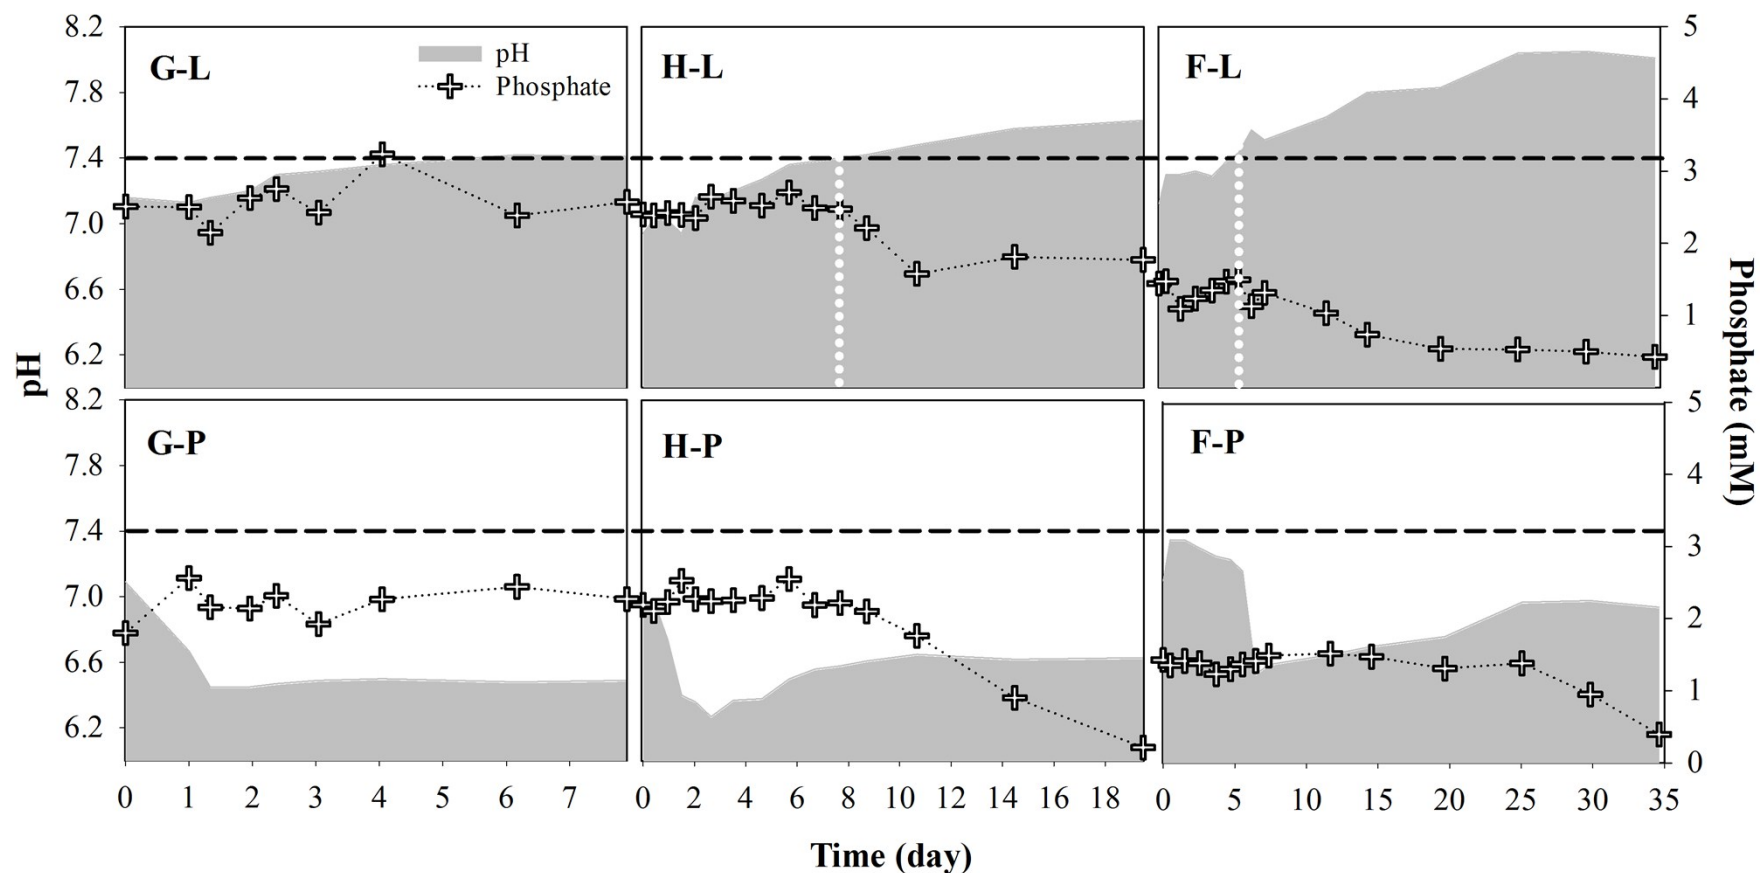 8.2
7.8
7.4
7.0
6.6
6.2
G-L
pH
Phosphate
H-L
F-L
5
4
3
2
1
pH
Phosphate (mM)
8.2
7.8
7.4
7.0
6.6
6.2
G-P
H-P
F-P
5
4
3
2
1
0
0 1 2 3 4 5 6 7
0 2 4 6 8 10 12 14 16 18
0 5 10 15 20 25 30 35
Time (day)